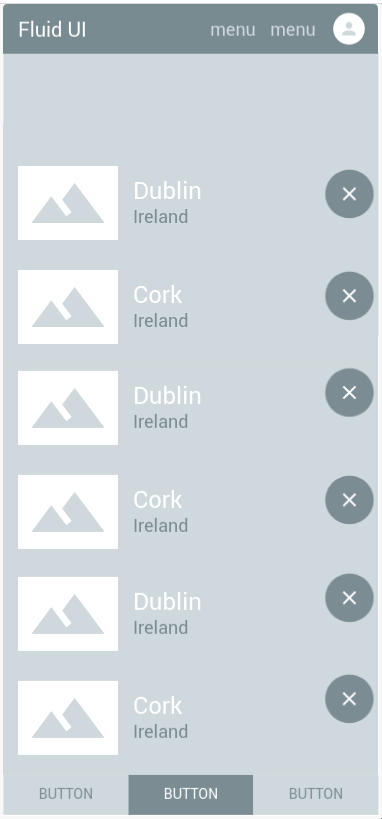 Fluid UI menu menu
Dublin
Ireland
Cork
Ireland
Dublin
Ireland
Cork
Ireland
Dublin
Ireland
Cork
Ireland
BUTTON BUTTON BUTTON